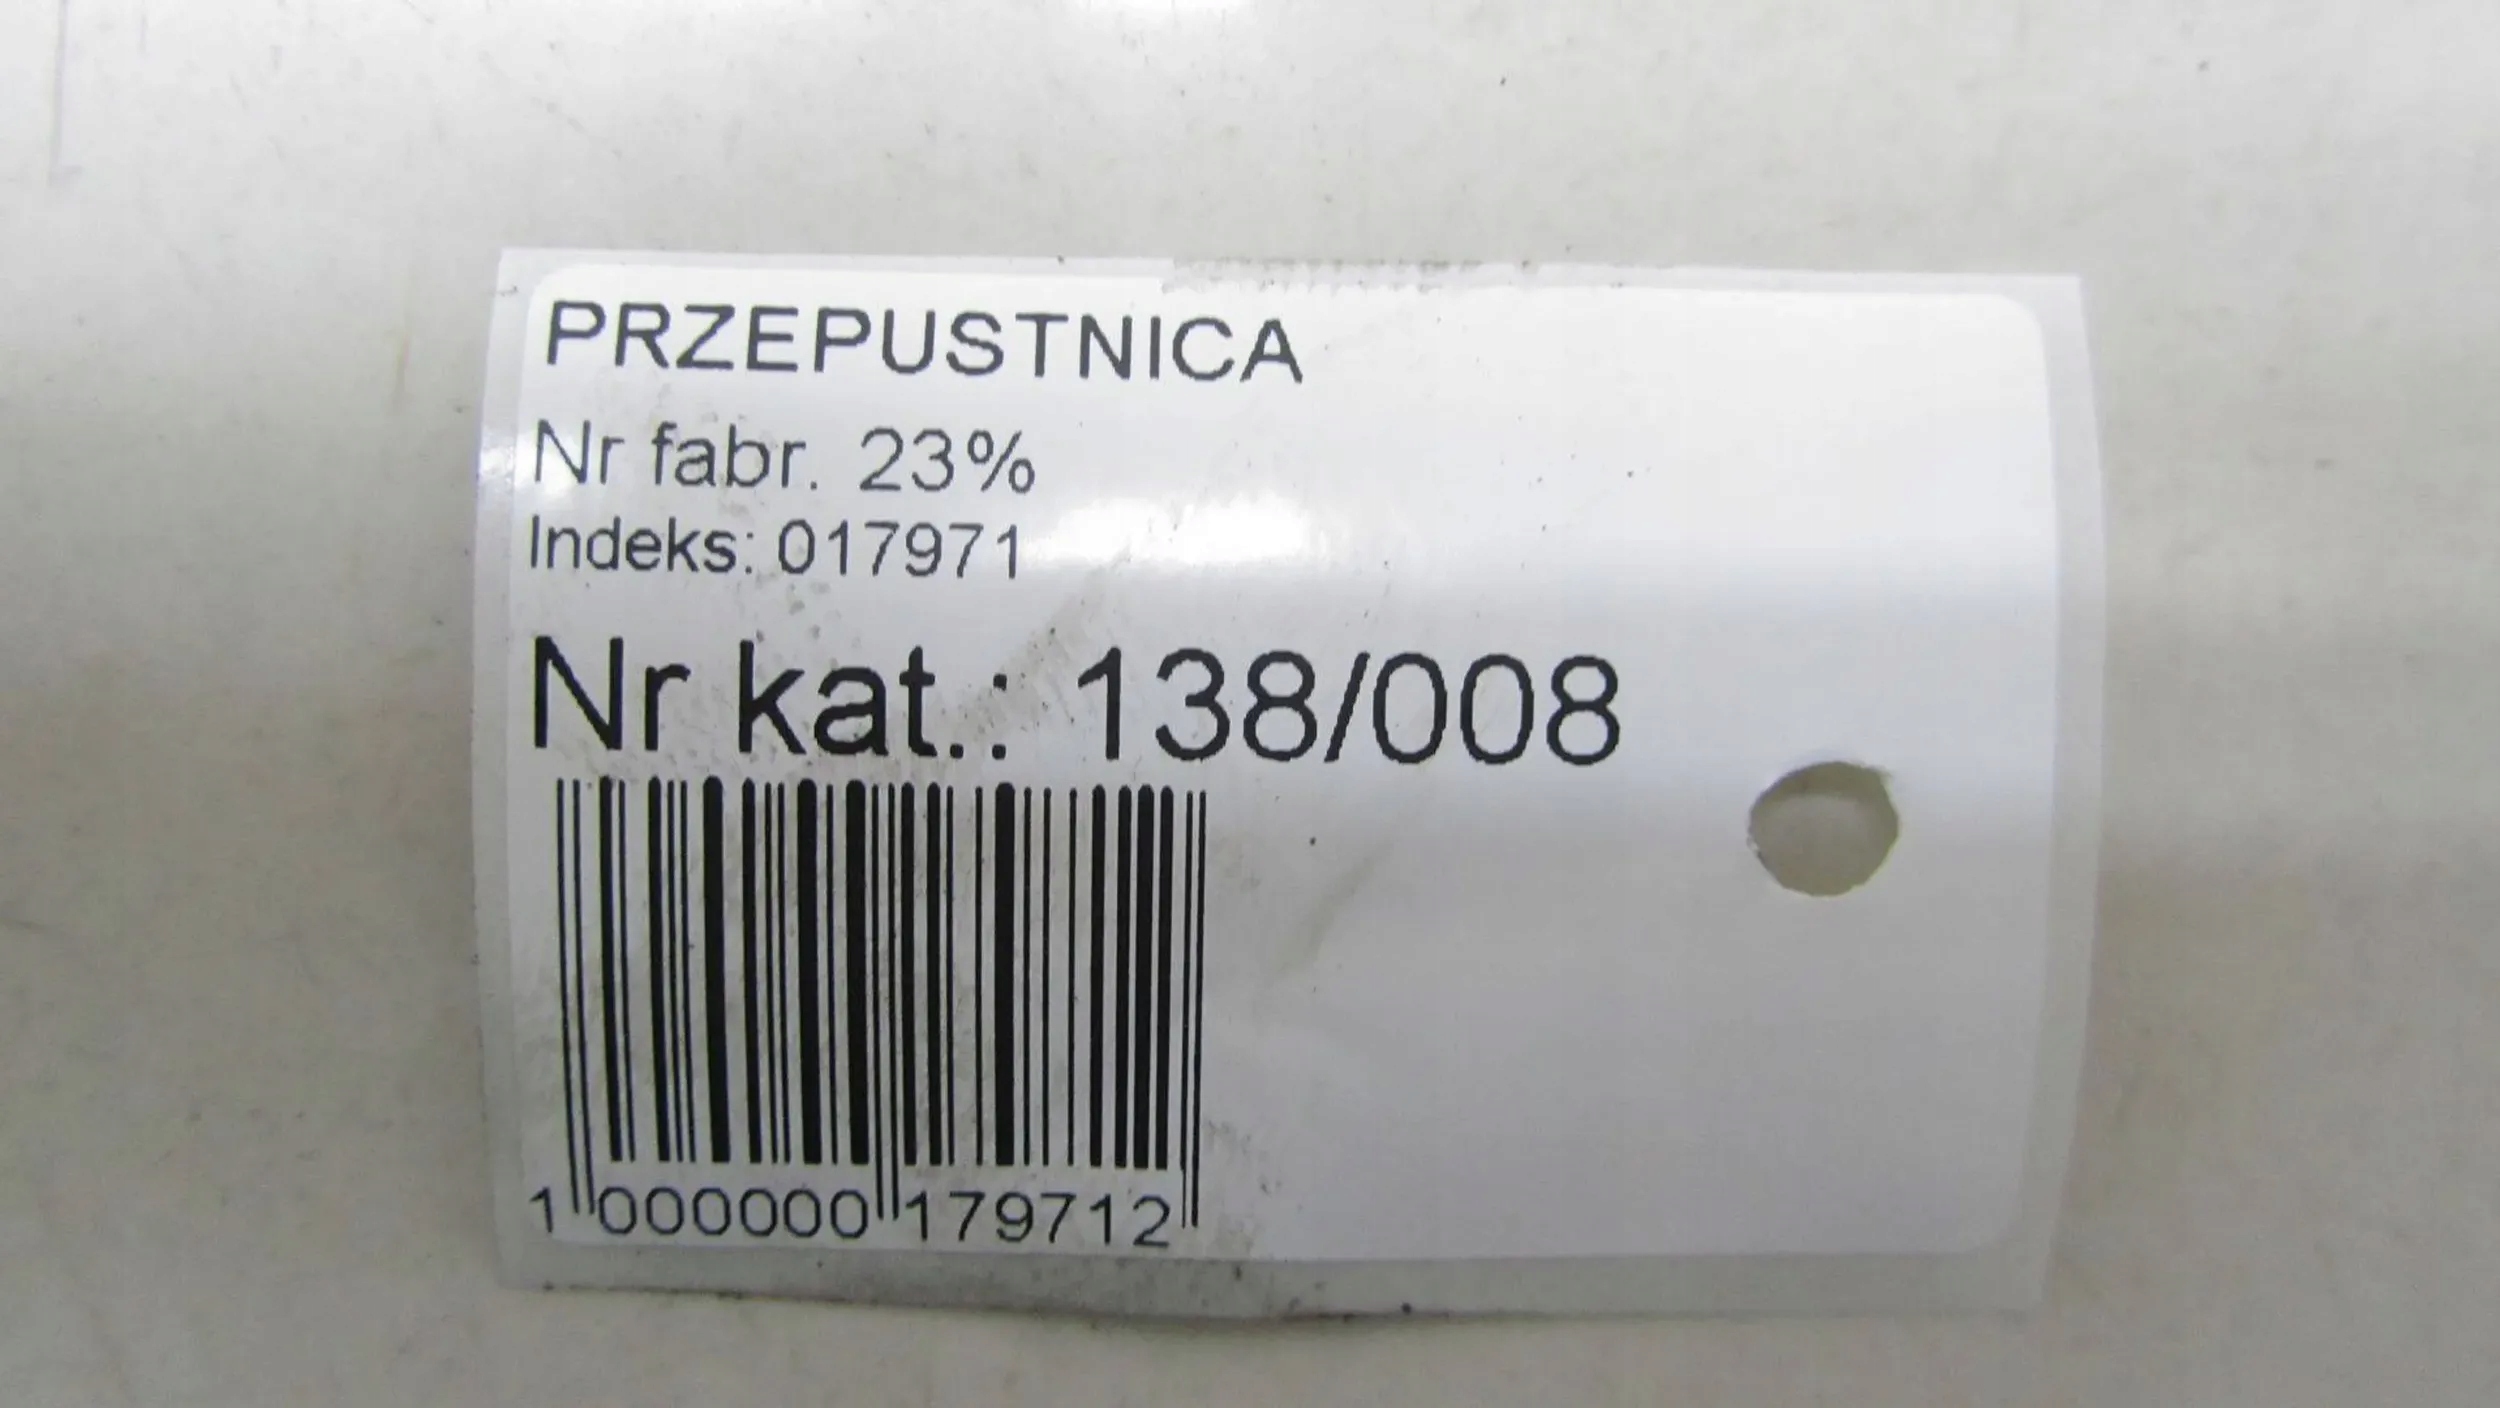 PRZEPUSTNICA
Nr fabr. 23%
Indeks: 017971
Nr kat.: 138/008
1 000000 179712